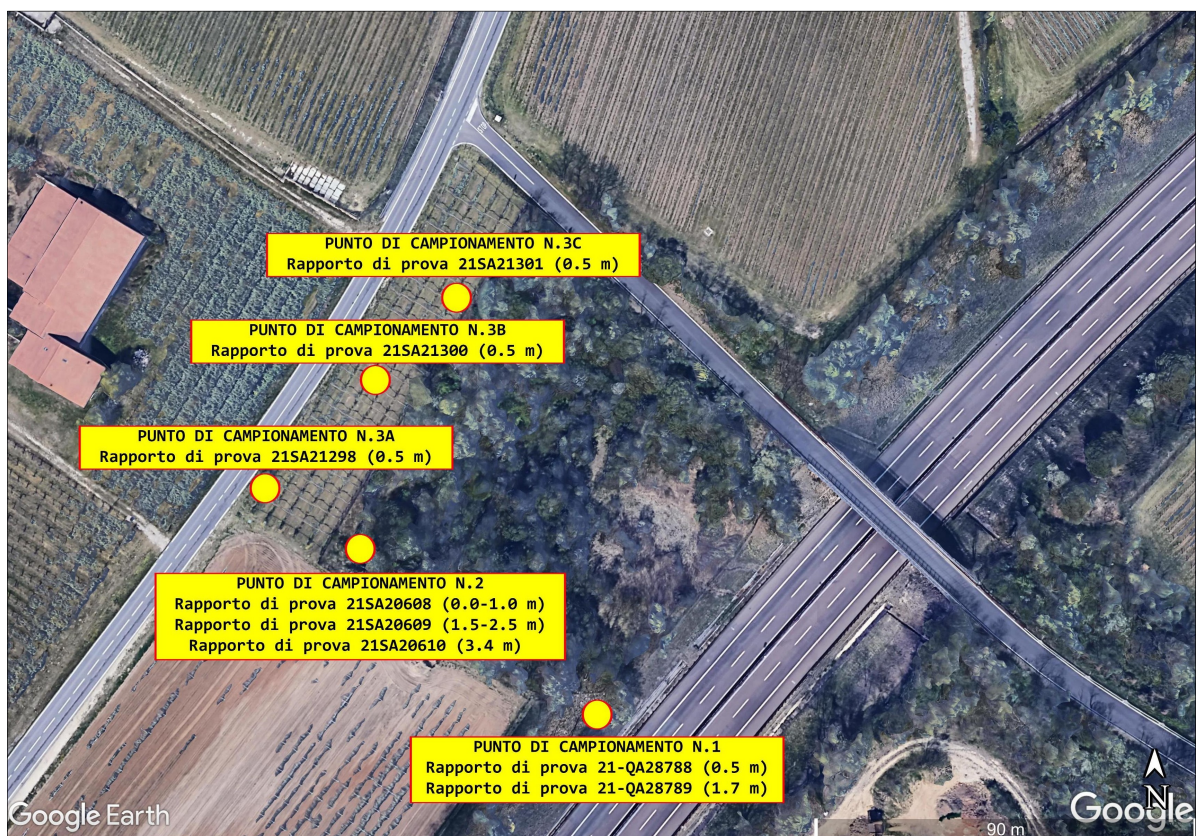 PUNTO DI CAMPIONAMENTO N.3C
Rapporto di prova 21SA21301 (0.5 m)
PUNTO DI CAMPIONAMENTO N.3B
Rapporto di prova 21SA21300 (0.5 m)
PUNTO DI CAMPIONAMENTO N.3A
Rapporto di prova 21SA21298 (0.5 m)
PUNTO DI CAMPIONAMENTO N.2
Rapporto di prova 21SA20608 (0.0-1.0 m)
Rapporto di prova 21SA20609 (1.5-2.5 m)
Rapporto di prova 21SA20610 (3.4 m)
PUNTO DI CAMPIONAMENTO N.1
Rapporto di prova 21-QA28788 (0.5 m)
Rapporto di prova 21-QA28789 (1.7 m)
Google Earth
N
Google
90 m